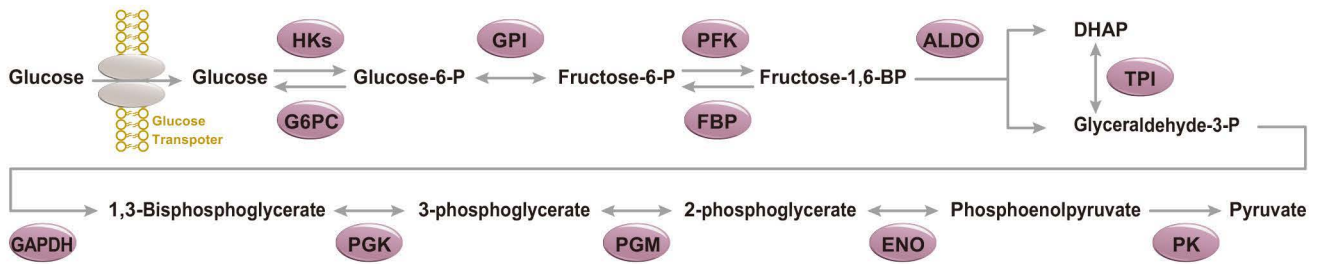 HKs GPI PFK ALDO DHAP
Glucose Glucose Glucose-6-P Fructose-6-P Fructose-1,6-BP TPI
G6PC FBP
Glucose
Transpoter
Glyceraldehyde-3-P
1,3-Bisphosphoglycerate 3-phosphoglycerate 2-phosphoglycerate Phosphoenolpyruvate Pyruvate
GAPDH PGK PGM ENO PK